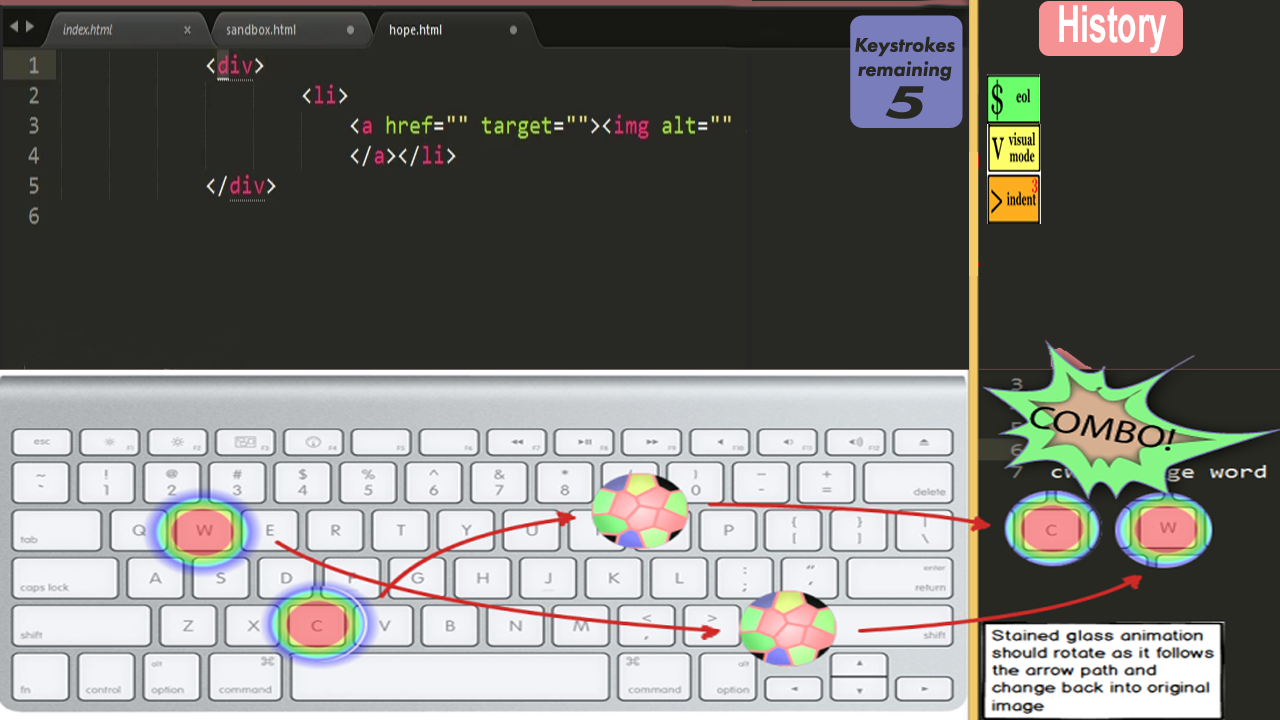 index.html × sandbox.html hope.html
Keystrokes
remaining
5
History
1 <div>
2 <li>
3 <a href="" target=""><img alt=""
4 </a></li>
5 </div>
6
$ eol
V visual
mode
> indent 3
3
6
7
COMBO!
ge word
C W
esc F1 F2 F3 F4 F5 F6 F7 F8 F9 F10 F11 F12
~ ! @ # $ % ^ & * ) _ +
` 1 2 3 4 5 6 7 8 0 - =
delete
tab Q W E R T Y U P { [ } ] | \
caps lock A S D F G H J K L : ; " ' enter
return
shift Z X C V B N M < , > shift
fn control alt
option ⌘
command ⌘
command alt
option ◄ ▲ ▼ ►
Stained glass animation
should rotate as it follows
the arrow path and
change back into original
image